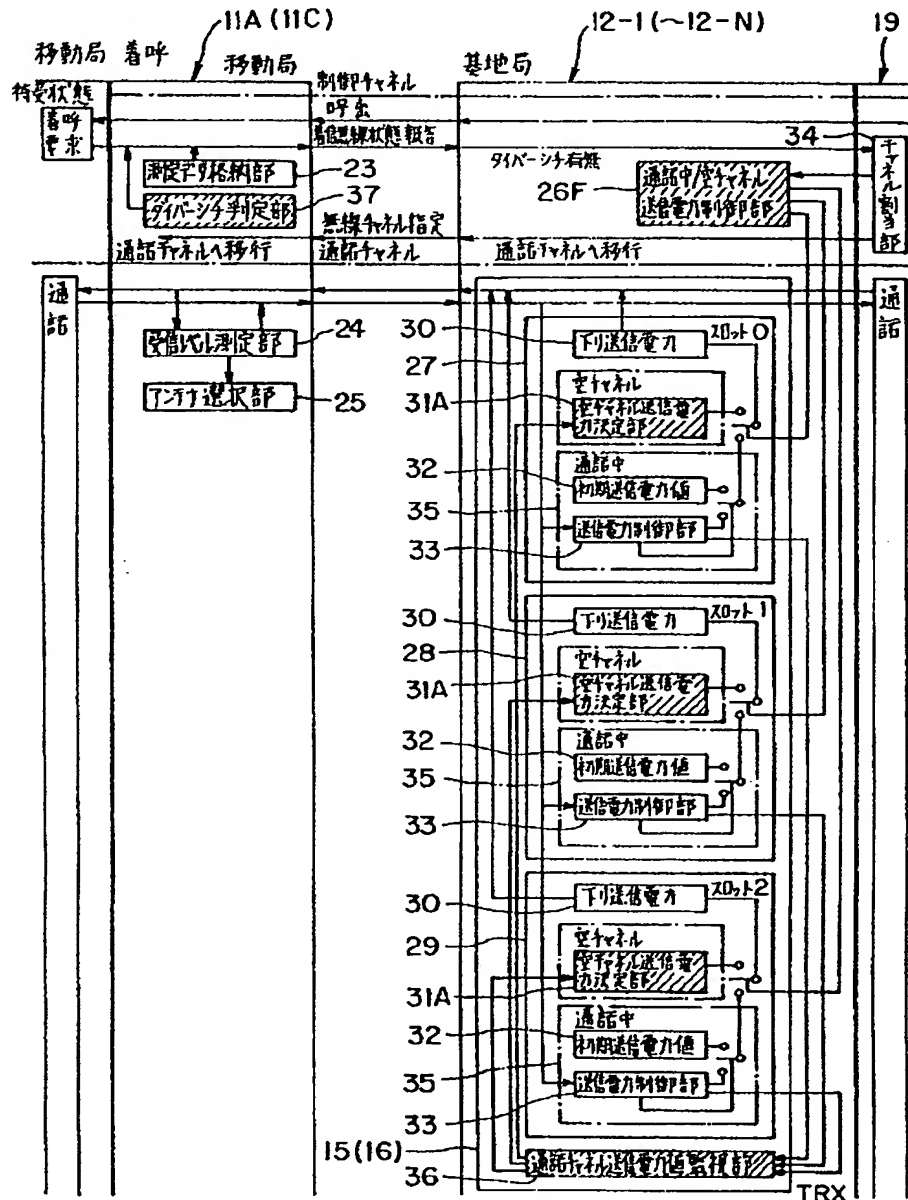 11A(11C)
12-1(〜12-N)
19
移動局 着呼
移動局
基地局
待受状態
制御チャネル
呼出
着呼
要求
着信無線状態報告
34
測定データ格納部
23
ダイバーシチ有無
26F
通話中/空チャネル
送信電力制御部
チャネル割当部
ダイバーシチ判定部
37
無線チャネル指定
通話チャネルへ移行
通話チャネル
通話チャネルへ移行
通話
通話
受信レベル測定部
24
アンテナ選択部
25
30
下り送信電力
スロット0
27
空チャネル
31A
空チャネル送信電
力決定部
通話中
32
初期送信電力値
35
送信電力制御部
33
30
下り送信電力
スロット1
28
空チャネル
31A
空チャネル送信電
力決定部
通話中
32
初期送信電力値
35
送信電力制御部
33
30
下り送信電力
スロット2
29
空チャネル
31A
空チャネル送信電
力決定部
通話中
32
初期送信電力値
35
送信電力制御部
33
15(16)
通話チャネル送信電力値監視部
36
TRX